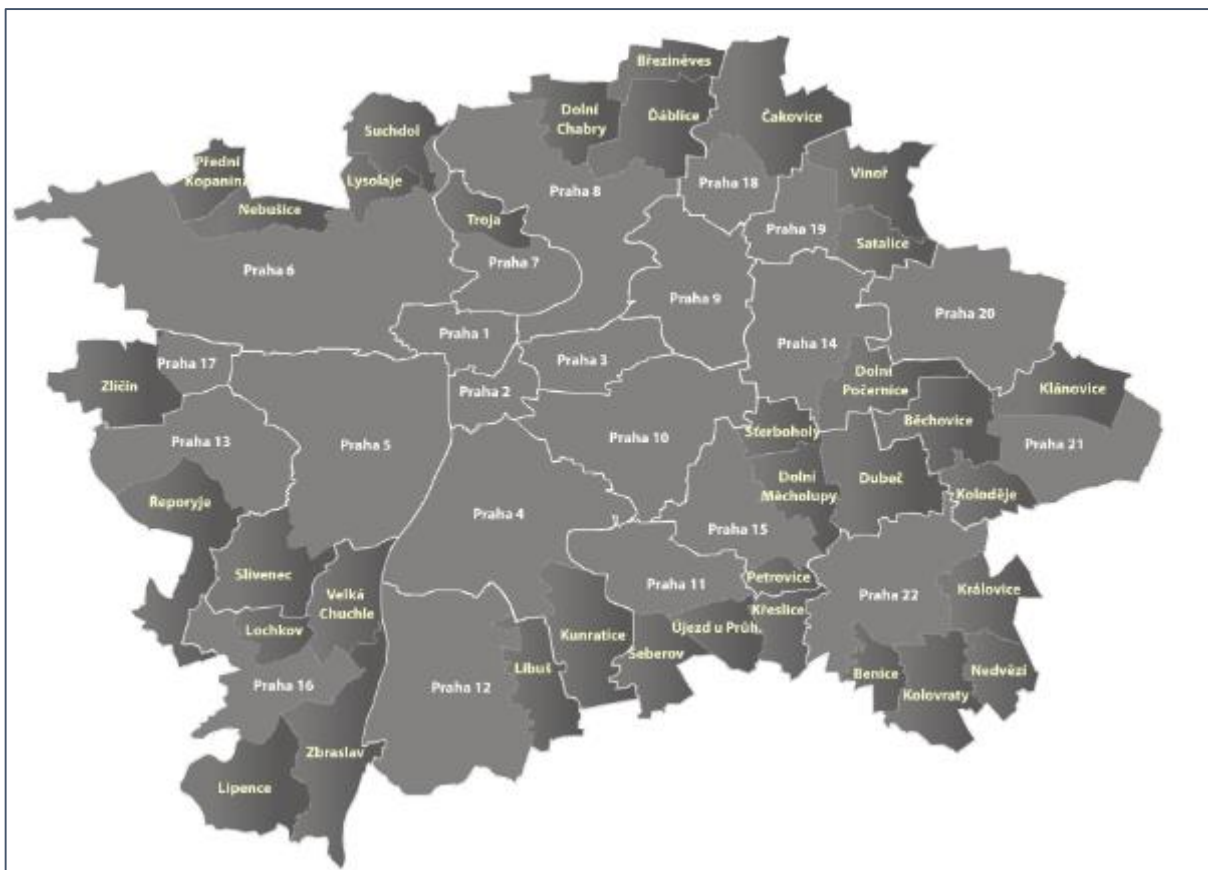 Březiněves
Dolní
Chabry
Ďáblice
Čakovice
Suchdol
Přední
Kopanina
Lysolaje
Nebušice
Praha 8
Praha 18
Vinoř
Troja
Praha 19
Satalice
Praha 7
Praha 6
Praha 9
Praha 20
Praha 1
Praha 3
Praha 14
Praha 17
Zličín
Praha 2
Dolní
Počernice
Klánovice
Běchovice
Praha 13
Praha 5
Praha 10
Štěrboholy
Praha 21
Řeporyje
Dolní
Měcholupy
Dubeč
Koloděje
Praha 4
Praha 15
Slivenec
Velká
Chuchle
Praha 11
Petrovice
Praha 22
Královice
Lochkov
Kunratice
Újezd u Průh.
Křeslice
Šeberov
Libuš
Benice
Kolovraty
Nedvězí
Praha 16
Praha 12
Zbraslav
Lipence